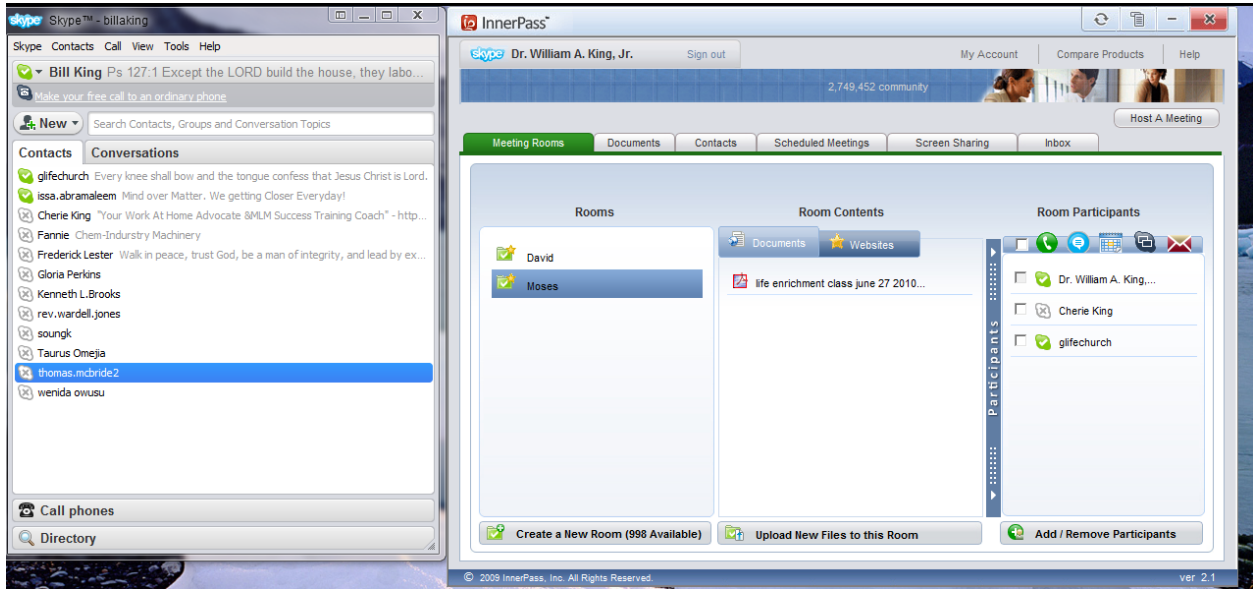 skype Skype™ - billaking
Skype Contacts Call View Tools Help
Bill King Ps 127:1 Except the LORD build the house, they labo...
Make your free call to an ordinary phone
New Search Contacts, Groups and Conversation Topics
Contacts Conversations
glifechurch Every knee shall bow and the tongue confess that Jesus Christ is Lord.
issa.abramaleem Mind over Matter. We getting Closer Everyday!
Cherie King "Your Work At Home Advocate &MLM Success Training Coach" - http...
Fannie Chem-Indurstry Machinery
Frederick Lester Walk in peace, trust God, be a man of integrity, and lead by ex...
Gloria Perkins
Kenneth L.Brooks
rev.wardell.jones
soungk
Taurus Omejia
thomas.mcbride2
wenida owusu
Call phones
Directory
InnerPass™
skype Dr. William A. King, Jr. Sign out My Account Compare Products Help
2,749,452 community
Host A Meeting
Meeting Rooms Documents Contacts Scheduled Meetings Screen Sharing Inbox
Rooms Room Contents Room Participants
Documents Websites
David
Moses
life enrichment class june 27 2010...
Participants
Dr. William A. King,...
Cherie King
glifechurch
Create a New Room (998 Available) Upload New Files to this Room Add / Remove Participants
© 2009 InnerPass, Inc. All Rights Reserved. ver 2.1